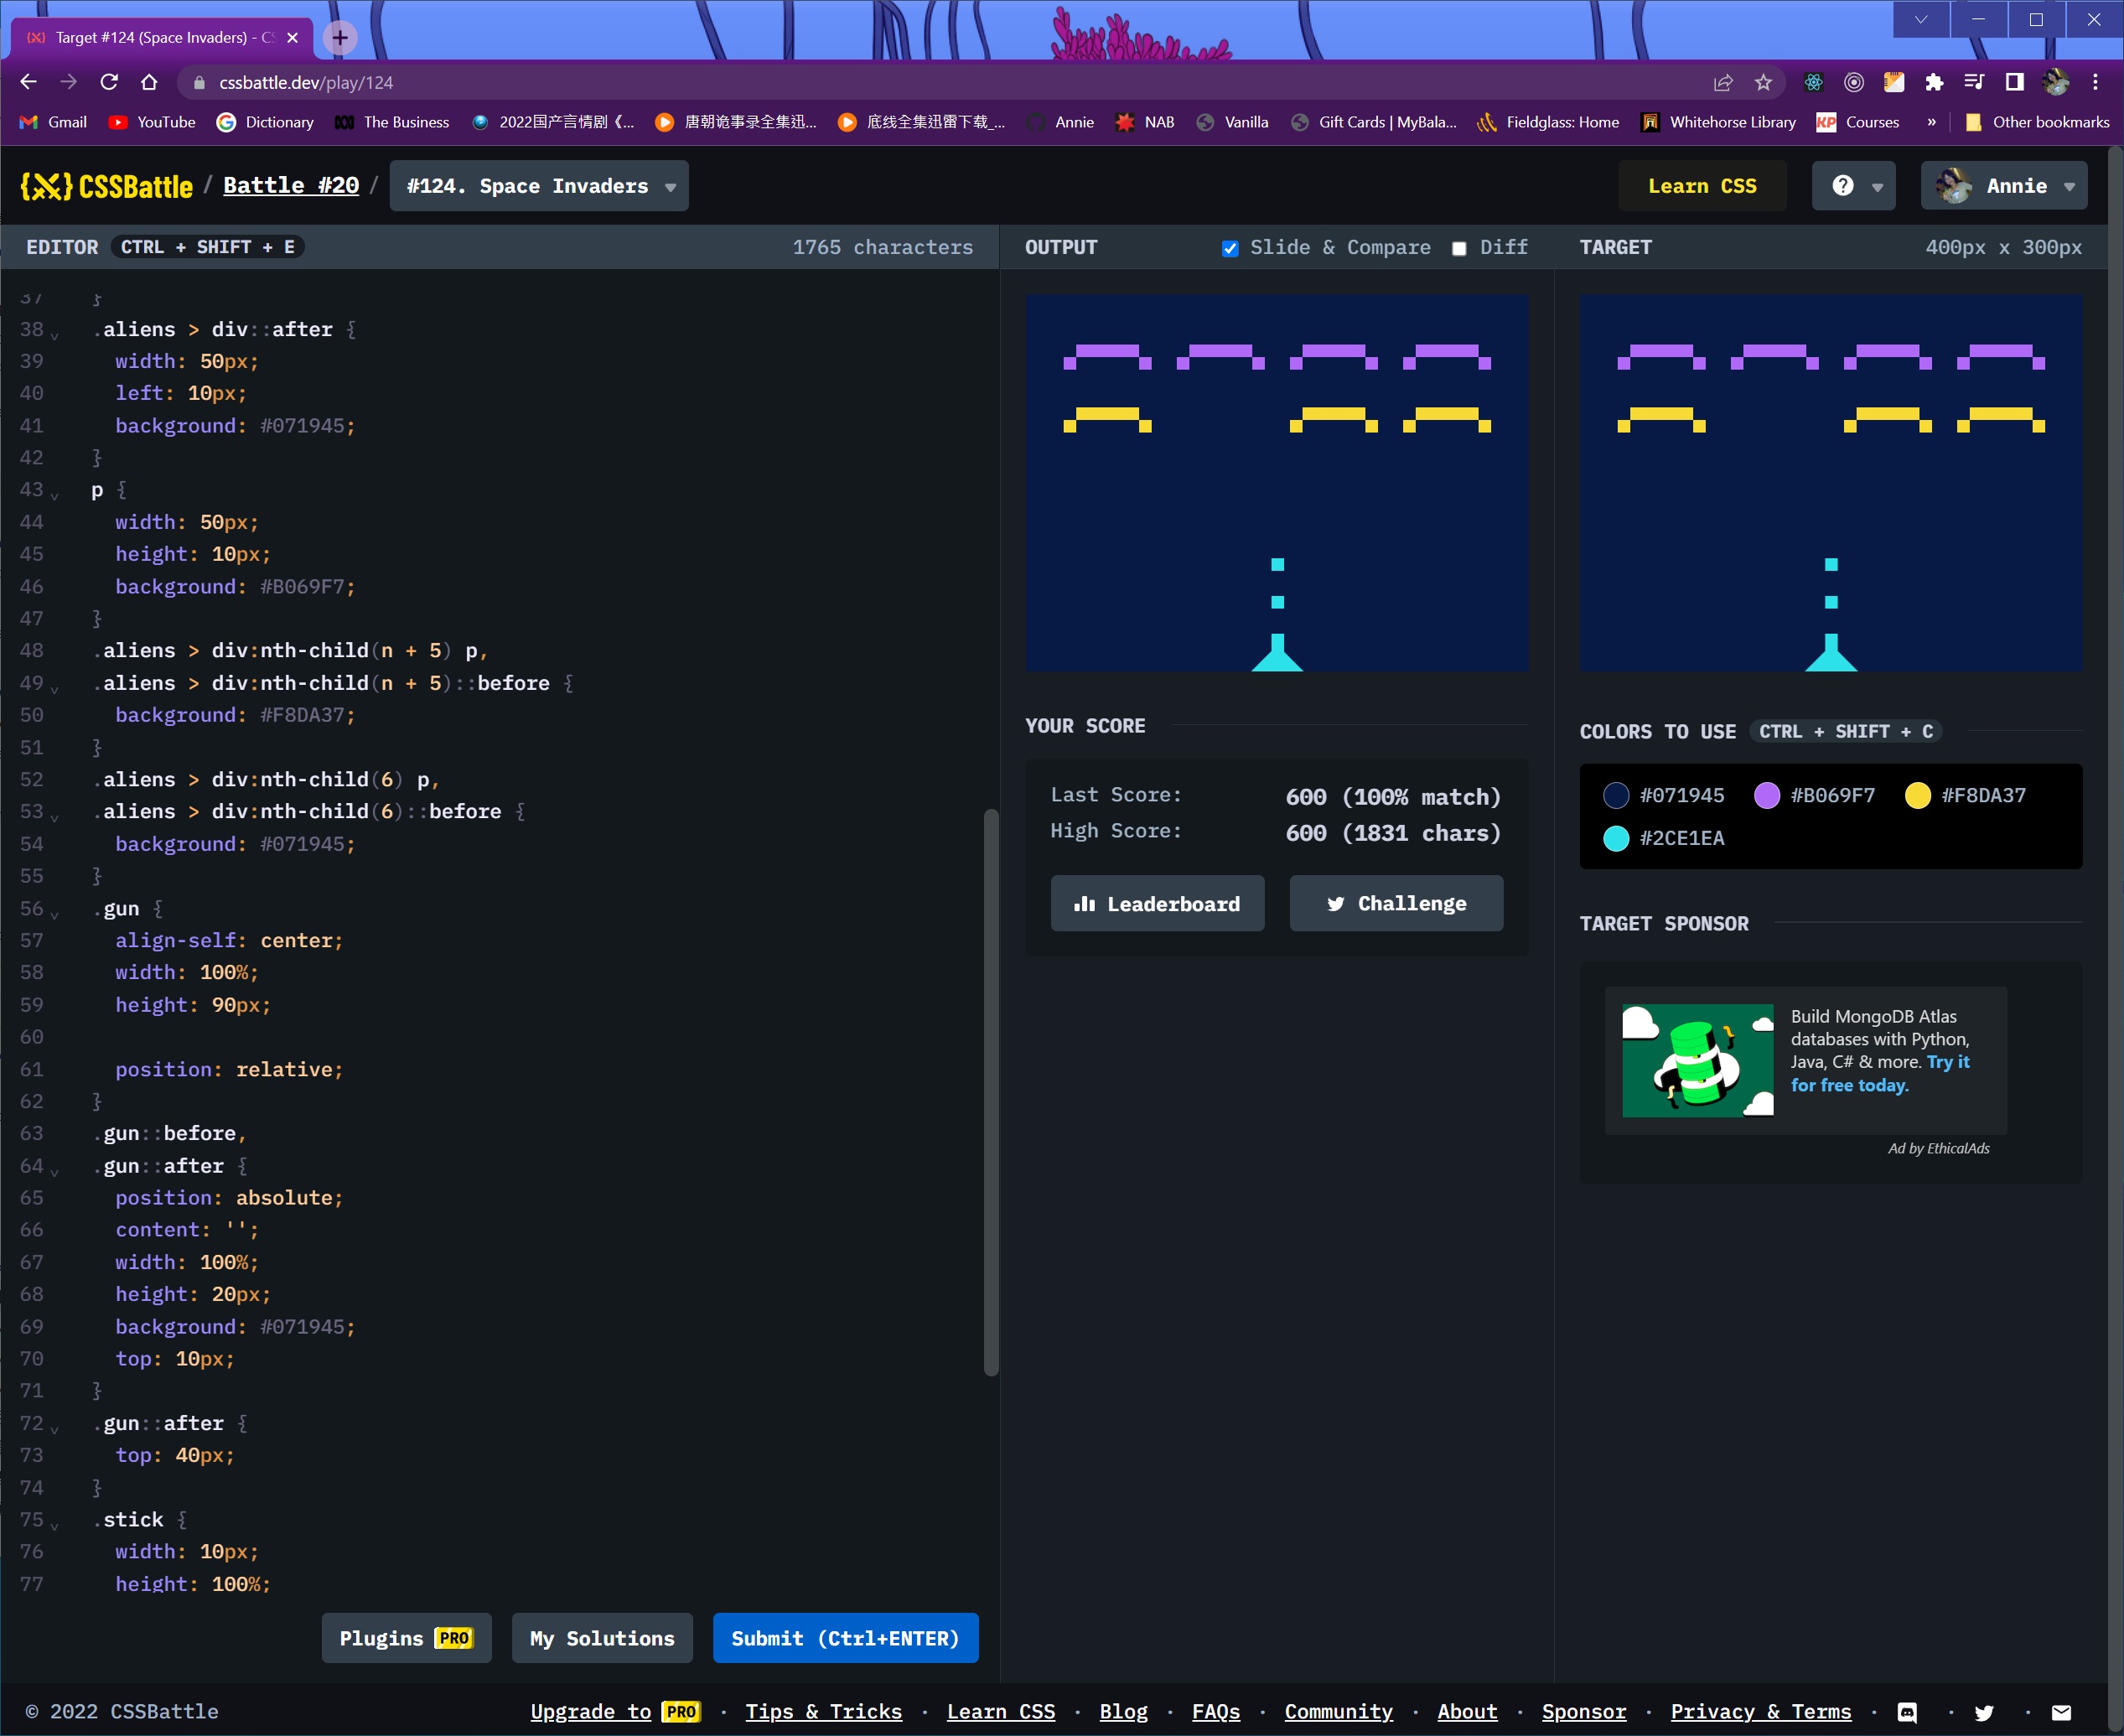 Target #124 (Space Invaders) - CS
cssbattle.dev/play/124
Gmail
YouTube
Dictionary
The Business
2022国产言情剧《...
唐朝诡事录全集迅...
底线全集迅雷下载_...
Annie
NAB
Vanilla
Gift Cards | MyBala...
Fieldglass: Home
Whitehorse Library
KP Courses
»
Other bookmarks
CSSBattle / Battle #20 / #124. Space Invaders
Learn CSS
Annie
EDITOR CTRL + SHIFT + E 1765 characters
OUTPUT Slide & Compare Diff
TARGET 400px x 300px
37 }
38 .aliens > div::after {
39 width: 50px;
40 left: 10px;
41 background: #071945;
42 }
43 p {
44 width: 50px;
45 height: 10px;
46 background: #B069F7;
47 }
48 .aliens > div:nth-child(n + 5) p,
49 .aliens > div:nth-child(n + 5)::before {
50 background: #F8DA37;
51 }
52 .aliens > div:nth-child(6) p,
53 .aliens > div:nth-child(6)::before {
54 background: #071945;
55 }
56 .gun {
57 align-self: center;
58 width: 100%;
59 height: 90px;
60
61 position: relative;
62 }
63 .gun::before,
64 .gun::after {
65 position: absolute;
66 content: '';
67 width: 100%;
68 height: 20px;
69 background: #071945;
70 top: 10px;
71 }
72 .gun::after {
73 top: 40px;
74 }
75 .stick {
76 width: 10px;
77 height: 100%;
Plugins PRO
My Solutions
Submit (Ctrl+ENTER)
YOUR SCORE
Last Score: 600 (100% match)
High Score: 600 (1831 chars)
Leaderboard
Challenge
COLORS TO USE CTRL + SHIFT + C
#071945 #B069F7 #F8DA37
#2CE1EA
TARGET SPONSOR
Build MongoDB Atlas
databases with Python,
Java, C# & more. Try it
for free today.
Ad by EthicalAds
© 2022 CSSBattle
Upgrade to PRO · Tips & Tricks · Learn CSS · Blog · FAQs · Community · About · Sponsor · Privacy & Terms · · ·